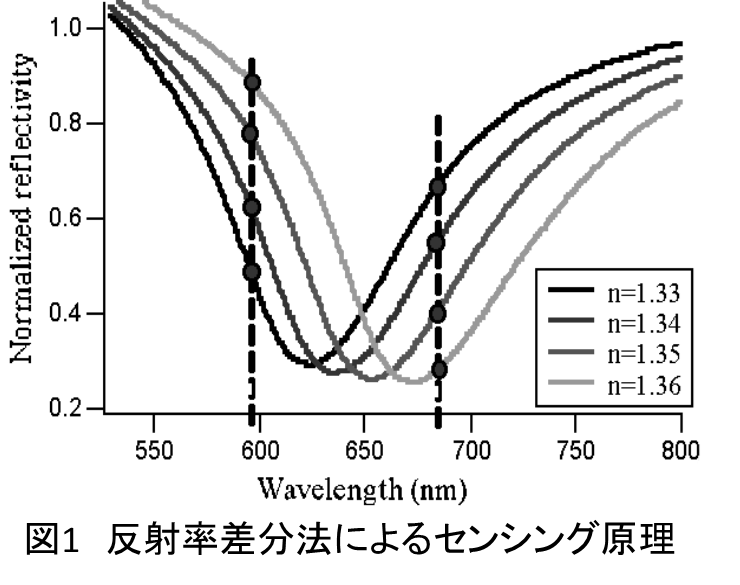 Normalized reflectivity
1.0
0.8
0.6
0.4
0.2
n=1.33
n=1.34
n=1.35
n=1.36
550 600 650 700 750 800
Wavelength (nm)
図1 反射率差分法によるセンシング原理